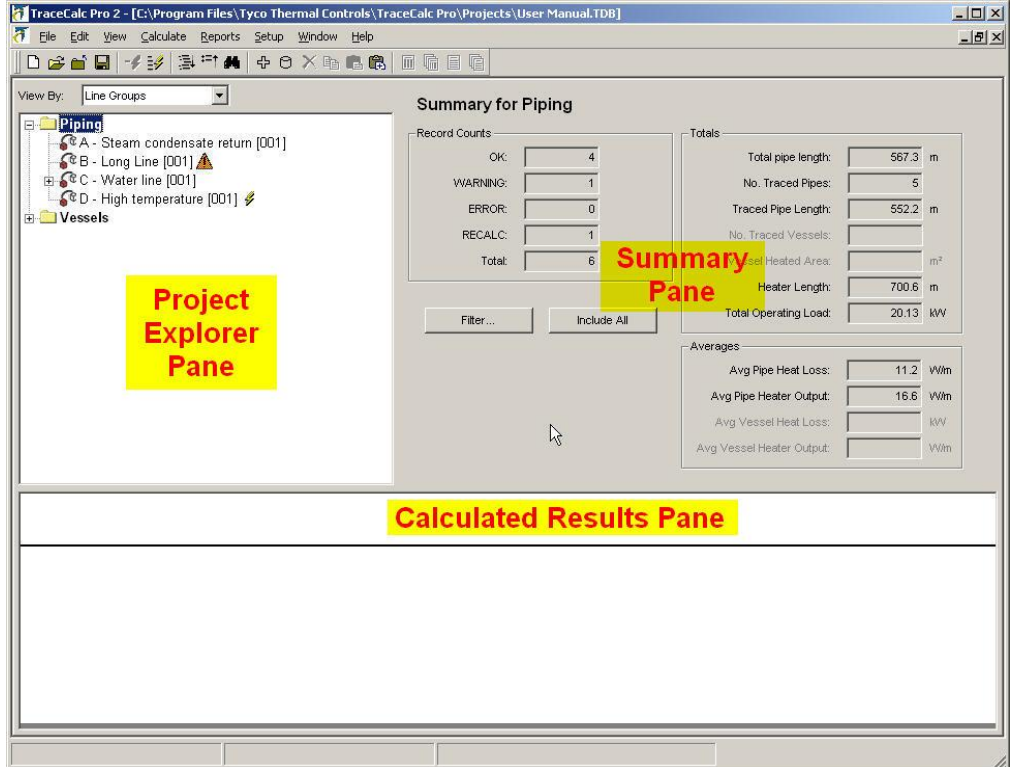 TraceCalc Pro 2 - [C:\Program Files\Tyco Thermal Controls\TraceCalc Pro\Projects\User Manual.TDB]
File Edit View Calculate Reports Setup Window Help
View By: Line Groups
Piping
A - Steam condensate return [001]
B - Long Line [001]
C - Water line [001]
D - High temperature [001]
Vessels
Project
Explorer
Pane
Summary for Piping
Record Counts
OK: 4
WARNING: 1
ERROR: 0
RECALC: 1
Total: 6
Filter... Include All
Summary
Pane
Totals
Total pipe length: 567.3 m
No. Traced Pipes: 5
Traced Pipe Length: 552.2 m
No. Traced Vessels:
Vessel Heated Area: m²
Heater Length: 700.6 m
Total Operating Load: 20.13 kW
Averages
Avg Pipe Heat Loss: 11.2 W/m
Avg Pipe Heater Output: 16.6 W/m
Avg Vessel Heat Loss: kW
Avg Vessel Heater Output: W/m
Calculated Results Pane